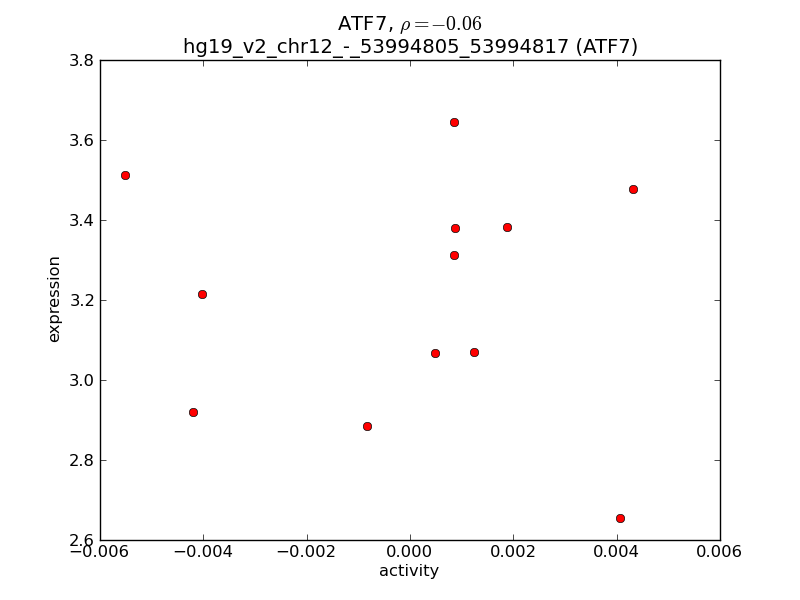 ATF7, ρ=−0.06
hg19_v2_chr12_-_53994805_53994817 (ATF7)
3.8
3.6
3.4
3.2
3.0
2.8
2.6
expression
−0.006 −0.004 −0.002 0.000 0.002 0.004 0.006
activity